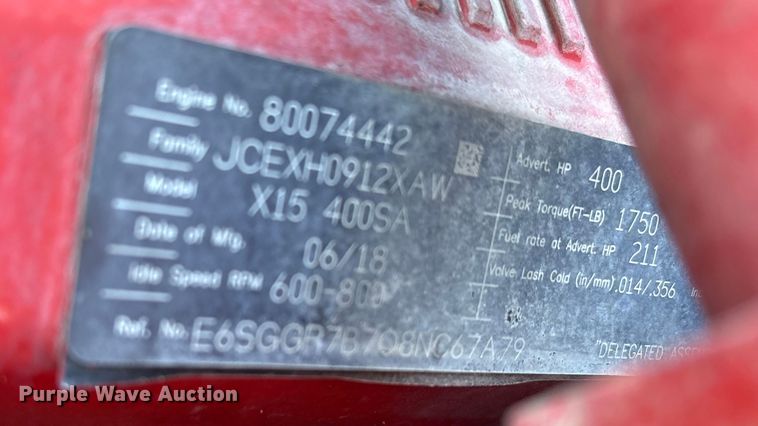 Engine No. 80074442
Family JCEXH0912XAW
Model X15 400SA
Date of Mfg. 06/18
Idle Speed RPM 600-800
Ref. No. E6SGGR7B7Q8NC67A79
Advert. HP 400
Peak Torque(FT-LB) 1750
Fuel rate at Advert. HP 211
Valve Lash Cold (in/mm) .014/.356
"DELEGATED
Purple Wave Auction